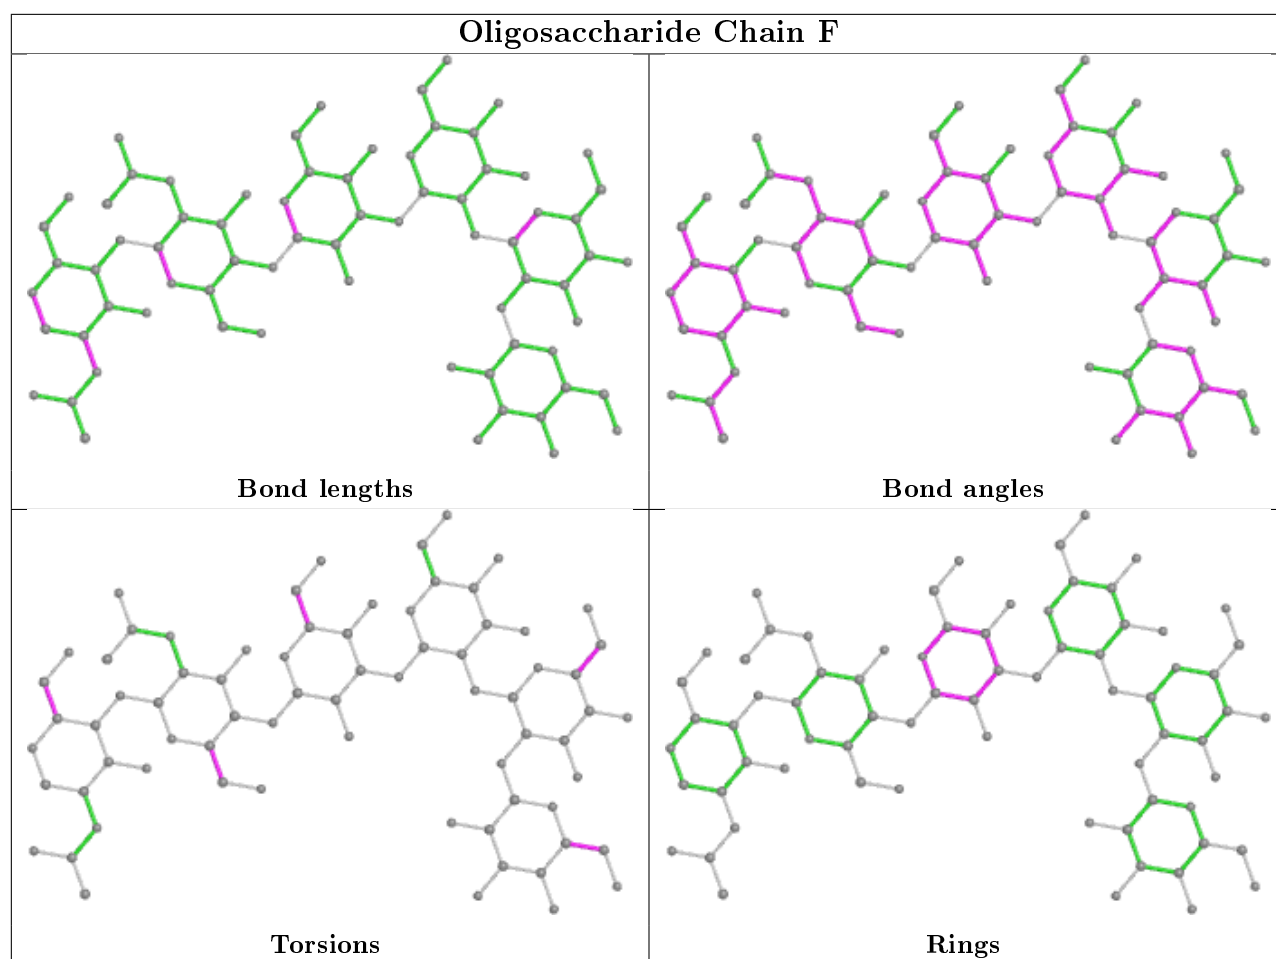 Oligosaccharide Chain F
Bond lengths
Bond angles
Torsions
Rings